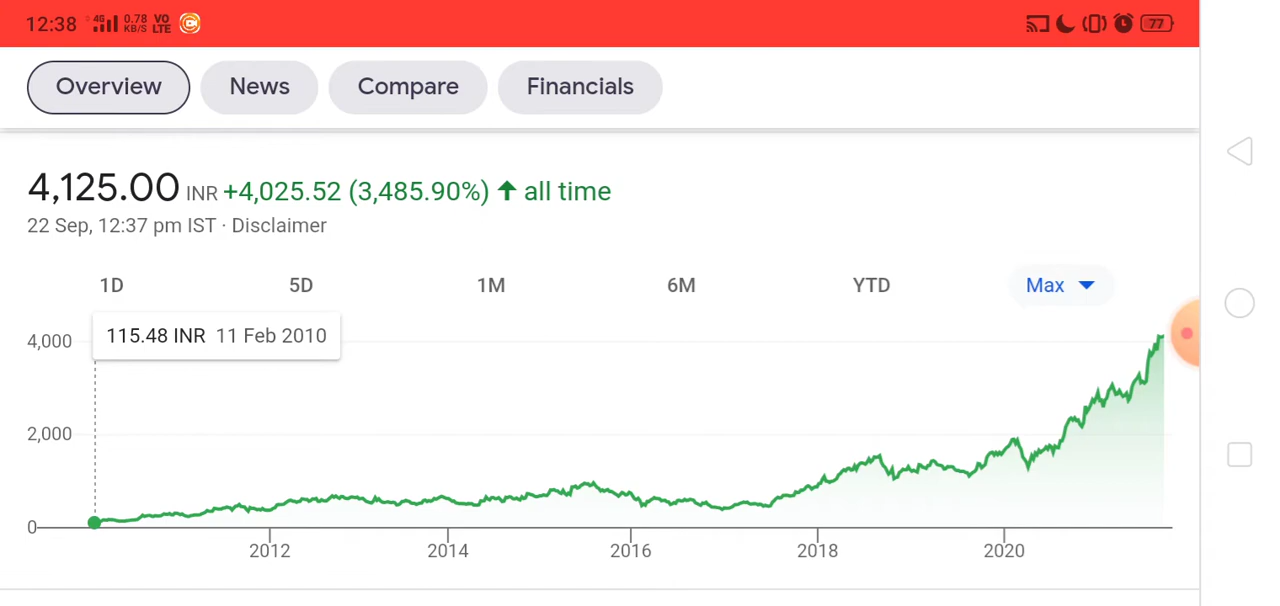 12:38 4G 0.78 KB/S VO LTE 77
Overview News Compare Financials
4,125.00 INR +4,025.52 (3,485.90%) ↑ all time
22 Sep, 12:37 pm IST · Disclaimer
1D 5D 1M 6M YTD Max
115.48 INR 11 Feb 2010
4,000
2,000
0
2012 2014 2016 2018 2020